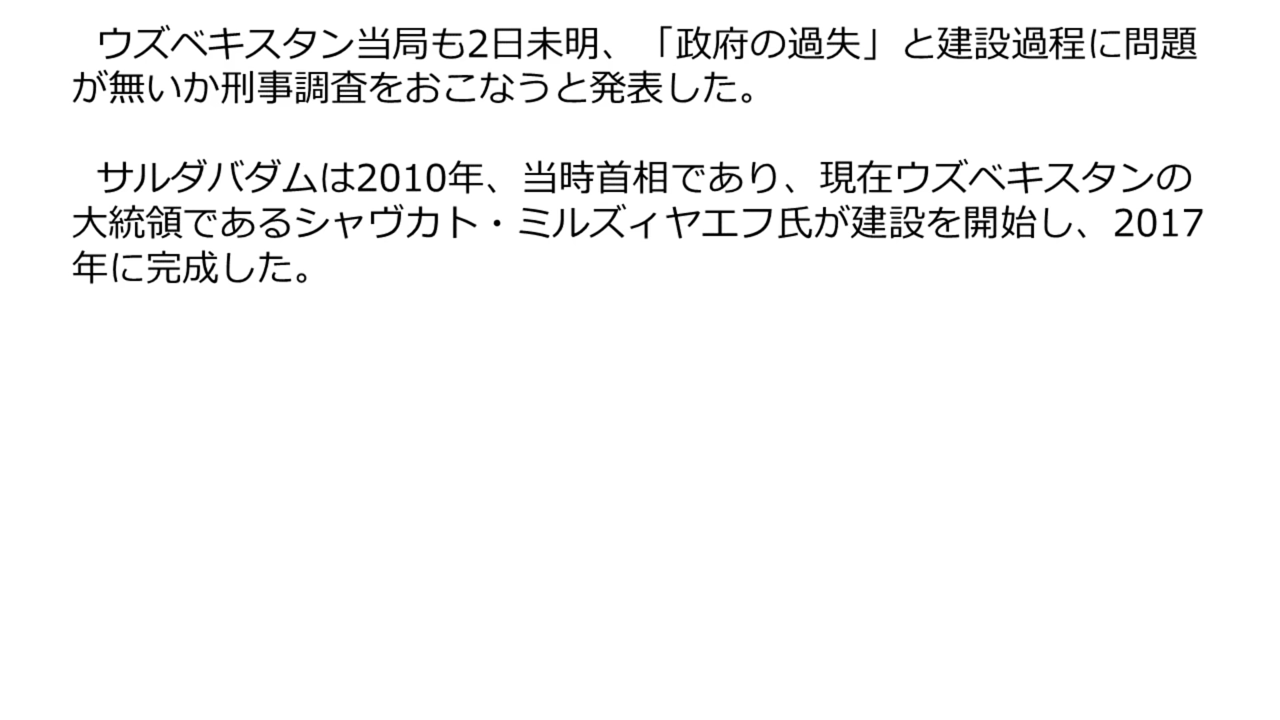 ウズベキスタン当局も2日未明、「政府の過失」と建設過程に問題
が無いか刑事調査をおこなうと発表した。
サルダバダムは2010年、当時首相であり、現在ウズベキスタンの
大統領であるシャヴカト・ミルズィヤエフ氏が建設を開始し、2017
年に完成した。